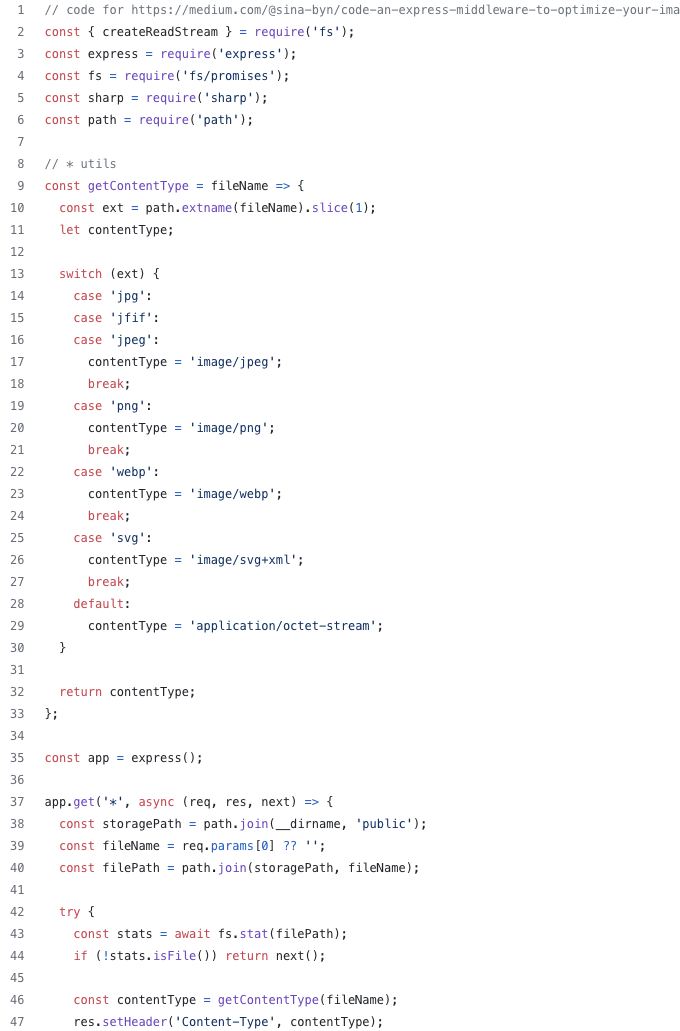 1 // code for https://medium.com/@sina-byn/code-an-express-middleware-to-optimize-your-ima
2 const { createReadStream } = require('fs');
3 const express = require('express');
4 const fs = require('fs/promises');
5 const sharp = require('sharp');
6 const path = require('path');
7
8 // * utils
9 const getContentType = fileName => {
10   const ext = path.extname(fileName).slice(1);
11   let contentType;
12
13   switch (ext) {
14     case 'jpg':
15     case 'jfif':
16     case 'jpeg':
17       contentType = 'image/jpeg';
18       break;
19     case 'png':
20       contentType = 'image/png';
21       break;
22     case 'webp':
23       contentType = 'image/webp';
24       break;
25     case 'svg':
26       contentType = 'image/svg+xml';
27       break;
28     default:
29       contentType = 'application/octet-stream';
30   }
31
32   return contentType;
33 };
34
35 const app = express();
36
37 app.get('*', async (req, res, next) => {
38   const storagePath = path.join(__dirname, 'public');
39   const fileName = req.params[0] ?? '';
40   const filePath = path.join(storagePath, fileName);
41
42   try {
43     const stats = await fs.stat(filePath);
44     if (!stats.isFile()) return next();
45
46     const contentType = getContentType(fileName);
47     res.setHeader('Content-Type', contentType);